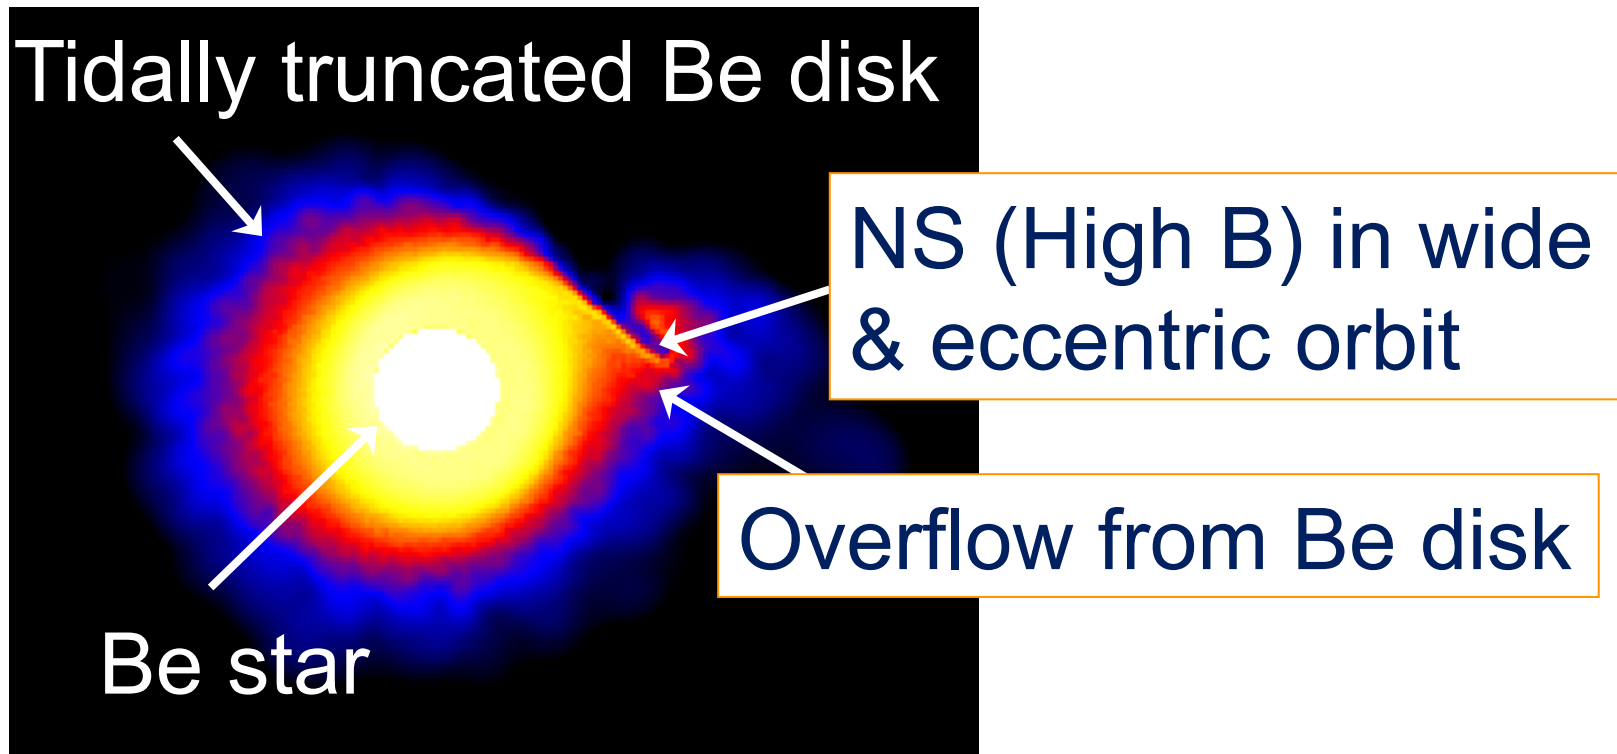 Tidally truncated Be disk
NS (High B) in wide
& eccentric orbit
Overflow from Be disk
Be star